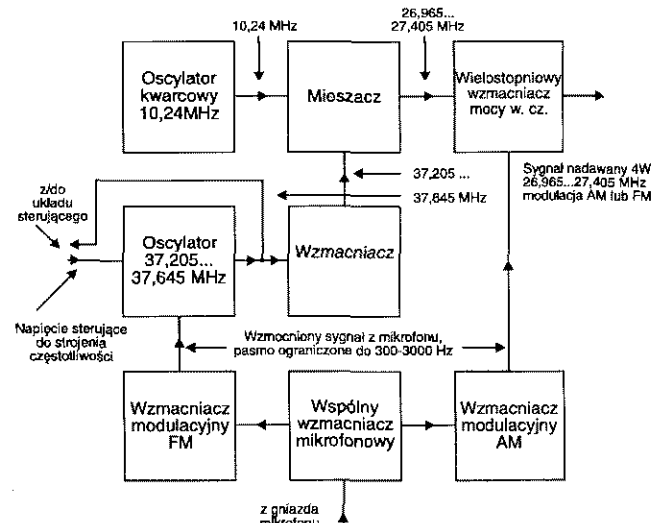 10,24 MHz
26,965...
27,405 MHz
Oscylator
kwarcowy
10,24MHz
Mieszacz
Wielostopniowy
wzmacniacz
mocy w. cz.
37,205 ...
37,845 MHz
Sygnał nadawany 4W
26,965...27,405 MHz
modulacja AM lub FM
z/do
układu
sterującego
Oscylator
37,205...
37,645 MHz
Wzmacniacz
Napięcie sterujące
do strojenia
częstotliwości
Wzmocniony sygnał z mikrofonu,
pasmo ograniczone do 300-3000 Hz
Wzmacniacz
modulacyjny
FM
Wspólny
wzmacniacz
mikrofonowy
Wzmacniacz
modulacyjny
AM
z gniazda
mikrofonu